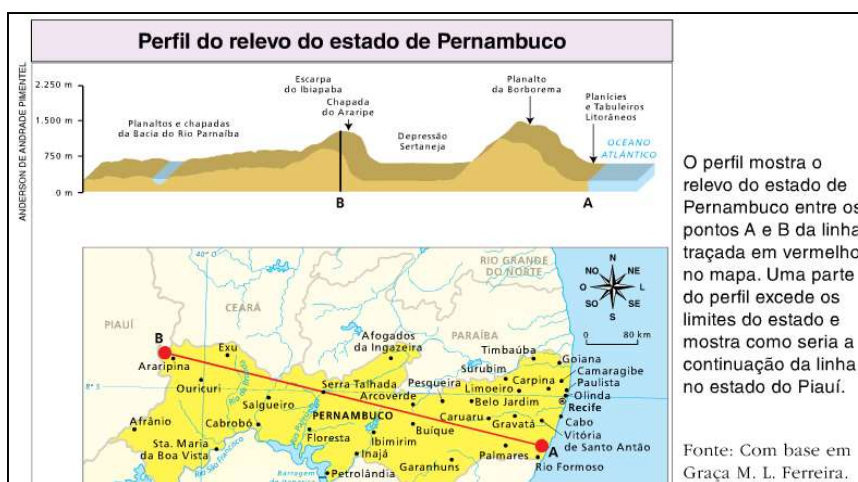 Perfil do relevo do estado de Pernambuco
ANDERSON DE ANDRADE PIMENTEL
2.250 m
1.500 m
750 m
0 m
Planaltos e chapadas
da Bacia do Rio Parnaíba
Escarpa
do Ibiapaba
Chapada
do Araripe
Depressão
Sertaneja
Planalto
da Borborema
Planícies
e Tabuleiros
Litorâneos
OCEANO
ATLÂNTICO
B
A
O perfil mostra o
relevo do estado de
Pernambuco entre os
pontos A e B da linha
traçada em vermelho
no mapa. Uma parte
do perfil excede os
limites do estado e
mostra como seria a
continuação da linha
no estado do Piauí.
Fonte: Com base em
Graça M. L. Ferreira.
40° O
RIO GRANDE
DO NORTE
N
NO
NE
O
L
SO
SE
S
0 80 km
CEARÁ
PIAUÍ
PARAÍBA
B
Exu
Araripina
Ouricuri
8° S
Afogados
da Ingazeira
Timbaúba
Goiana
Surubim
Camaragibe
Carpina
Paulista
Limoeiro
Olinda
Recife
Serra Talhada
Pesqueira
Arcoverde
Belo Jardim
Salgueiro
PERNAMBUCO
Caruaru
Gravatá
Cabo
Afrânio
Cabrobó
Buíque
Vitória
de Santo Antão
Sta. Maria
da Boa Vista
Floresta
Ibimirim
Inajá
A
Palmares
Rio Formoso
Garanhuns
Rio São Francisco
Petrolândia
Barragem